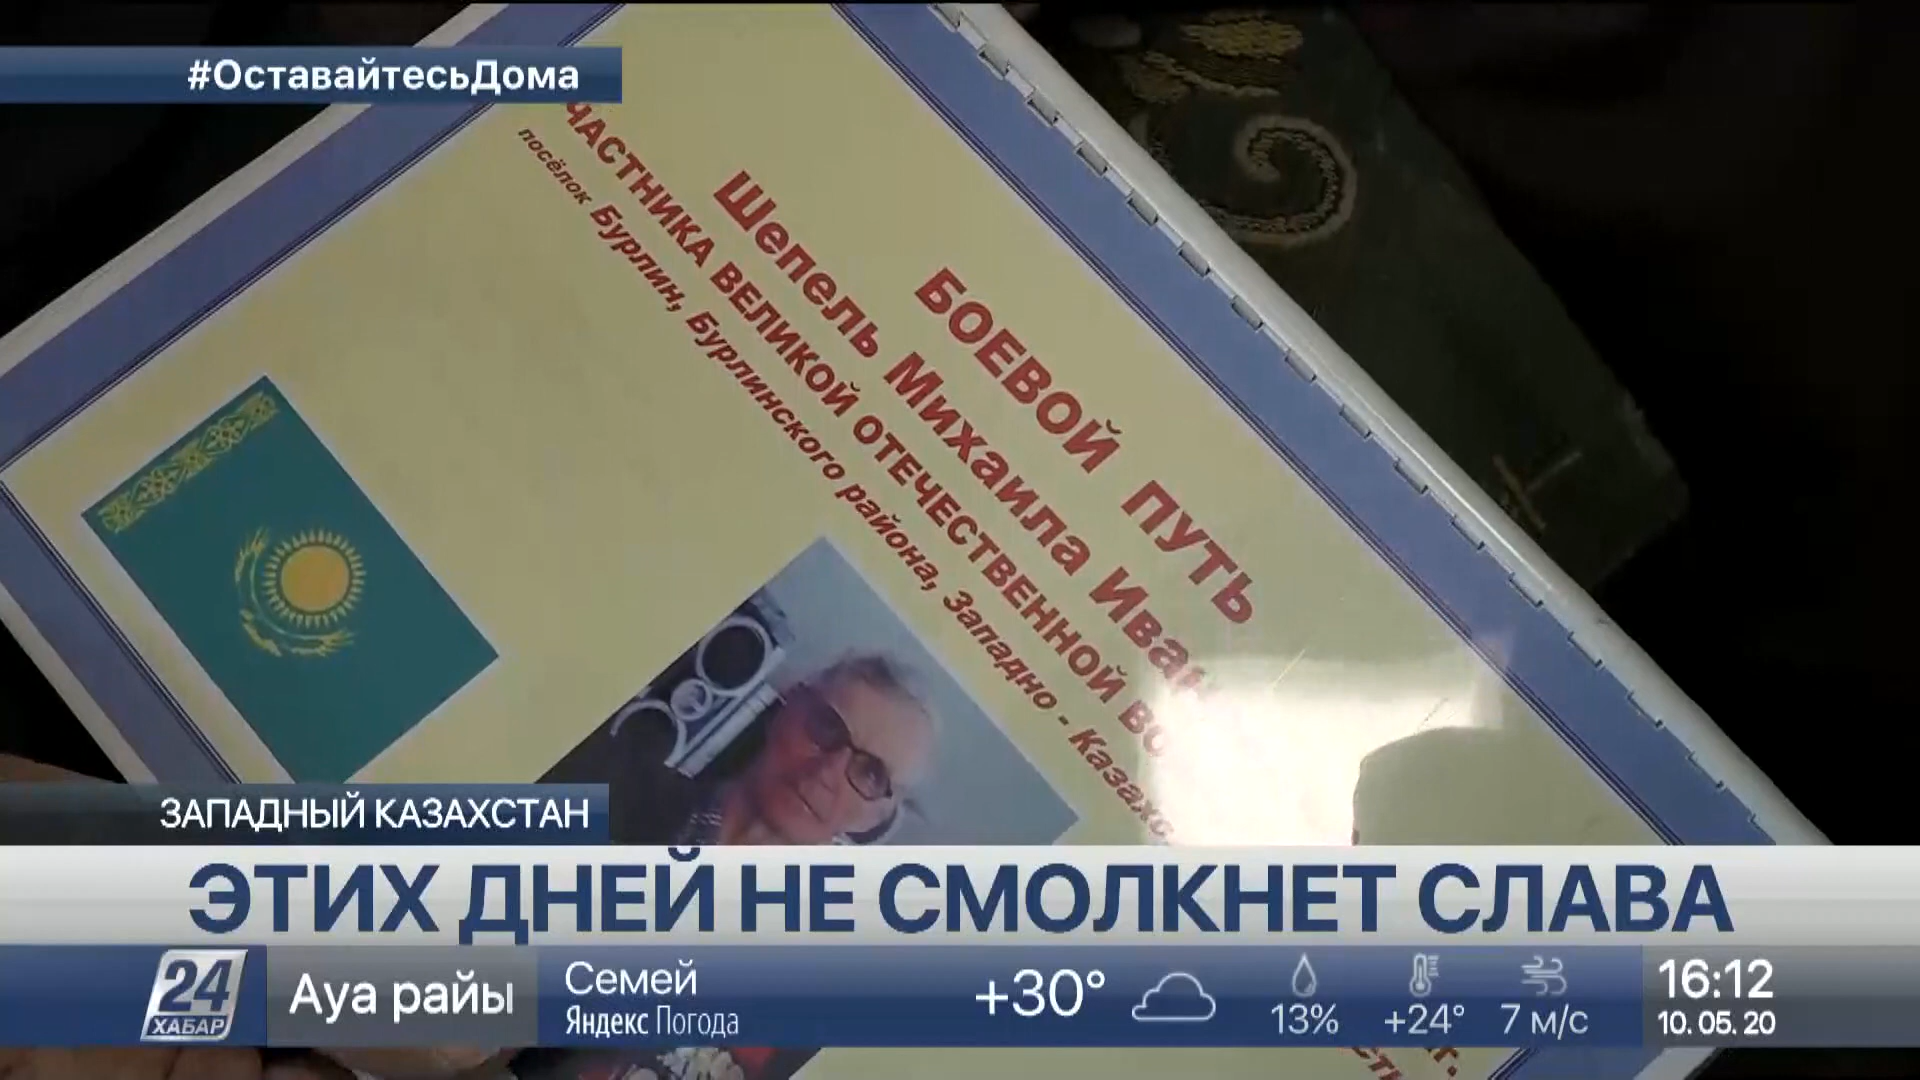 #ОставайтесьДома
БОЕВОЙ ПУТЬ
Шепель Михаила
ВЕЛИКОЙ ОТЕЧЕСТВЕННОЙ
посёлок Бурлин, Бурлинского района, Западно -
ЗАПАДНЫЙ КАЗАХСТАН
ЭТИХ ДНЕЙ НЕ СМОЛКНЕТ СЛАВА
24
ХАБАР
Ауа райы
Семей
Яндекс Погода
+30°
13%
+24°
7 м/с
16:12
10. 05. 20